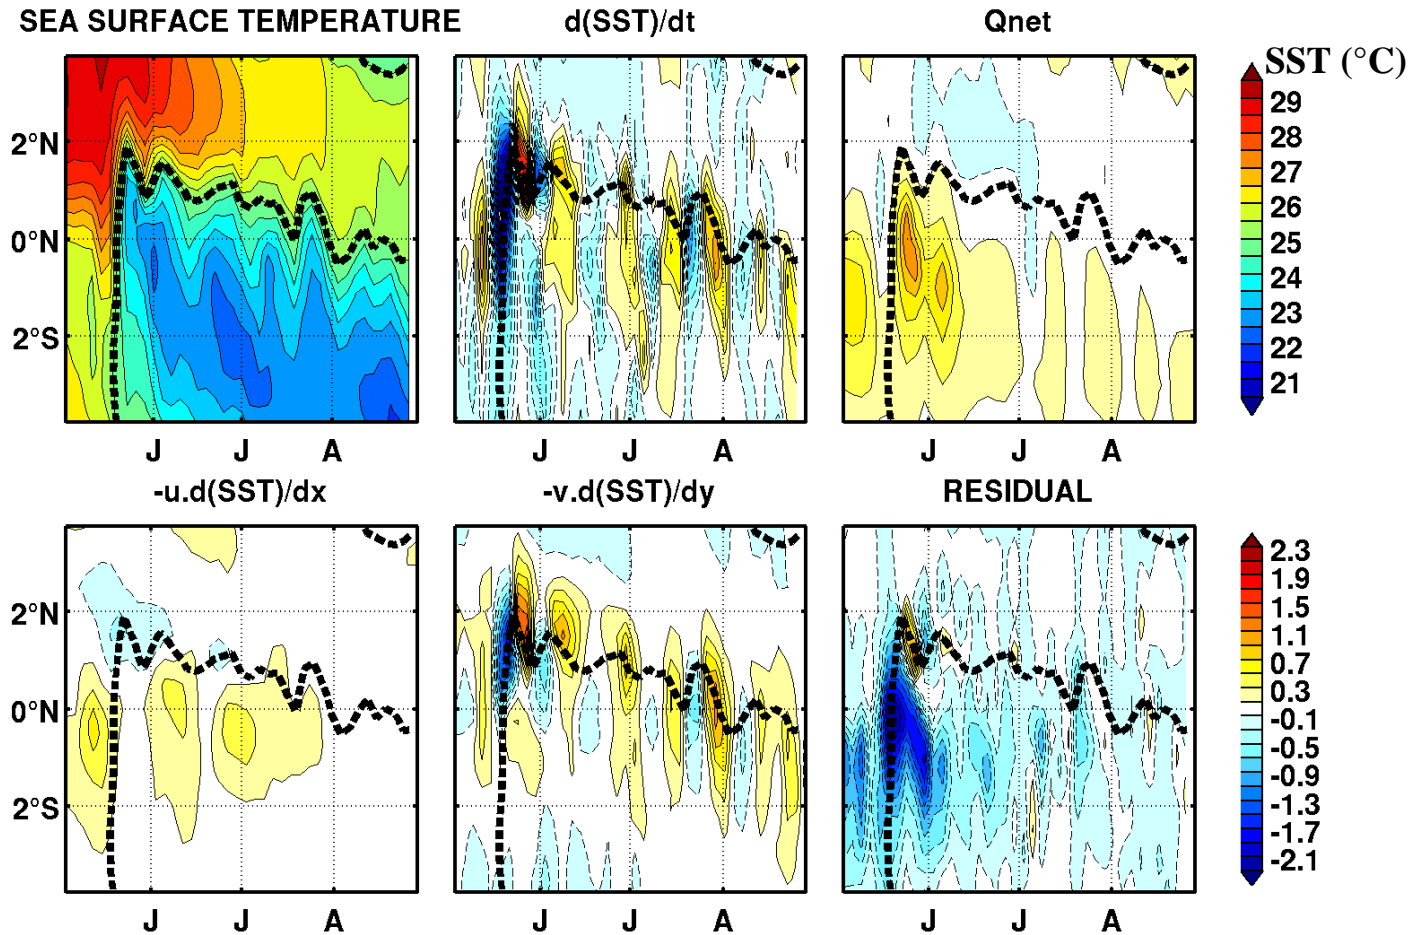 SEA SURFACE TEMPERATURE
d(SST)/dt
Qnet
SST (°C)
2°N
0°N
2°S
J
J
A
J
J
A
J
J
A
29
28
27
26
25
24
23
22
21
-u.d(SST)/dx
-v.d(SST)/dy
RESIDUAL
2°N
0°N
2°S
J
J
A
J
J
A
J
J
A
2.3
1.9
1.5
1.1
0.7
0.3
-0.1
-0.5
-0.9
-1.3
-1.7
-2.1